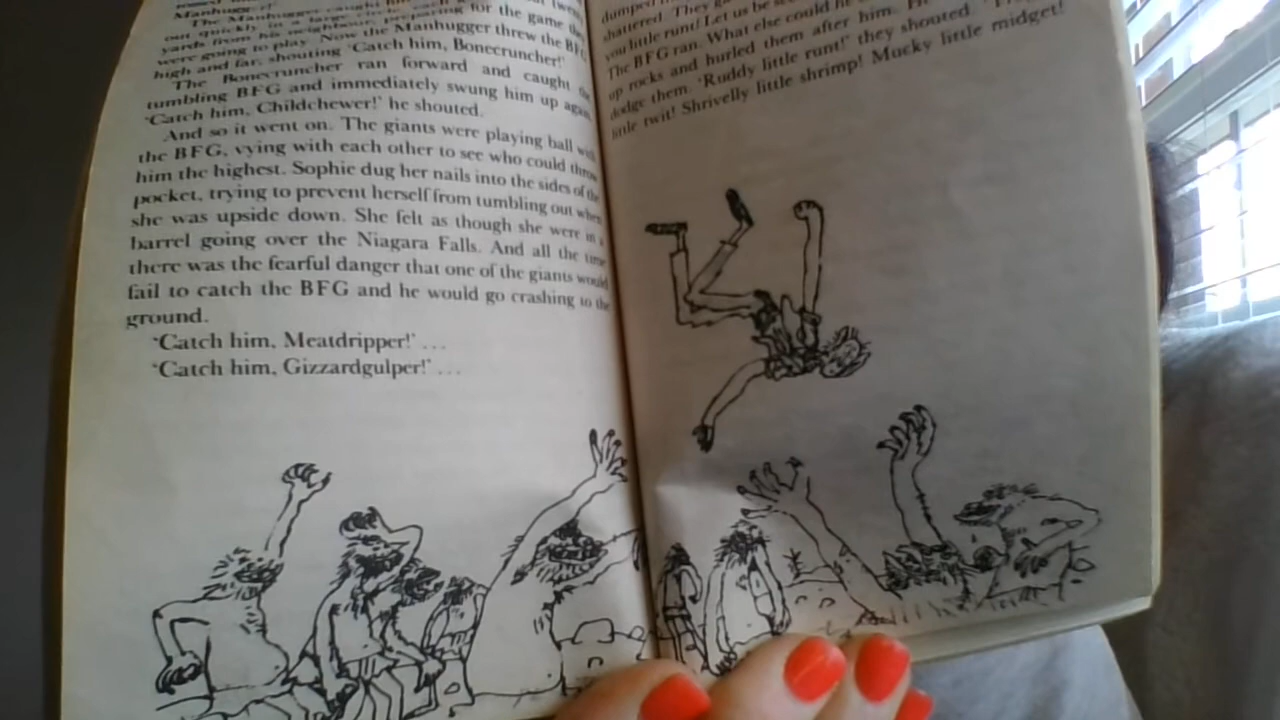 The Manhugger caught
out quickly in a large
yards from his neighbour, preparing for the game they
were going to play. Now the Manhugger threw the BFG
high and far, shouting 'Catch him, Bonecruncher!'
The Bonecruncher ran forward and caught the
tumbling BFG and immediately swung him up again.
'Catch him, Childchewer!' he shouted.
And so it went on. The giants were playing ball with
the BFG, vying with each other to see who could throw
him the highest. Sophie dug her nails into the sides of the
pocket, trying to prevent herself from tumbling out when
she was upside down. She felt as though she were in a
barrel going over the Niagara Falls. And all the time
there was the fearful danger that one of the giants would
fail to catch the BFG and he would go crashing to the
ground.
'Catch him, Meatdripper!' ...
'Catch him, Gizzardgulper!' ...
dumped
shattered. They
you little runt! Let us be
The BFG ran. What else could he
up rocks and hurled them after him. He
dodge them. 'Ruddy little runt!' they shouted.
little twit! Shrivelly little shrimp! Mucky little midget!